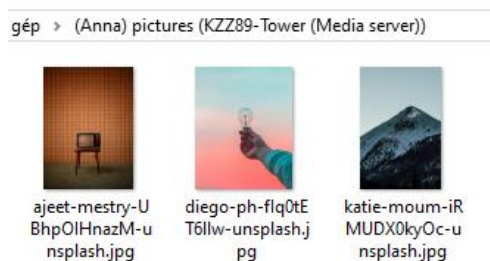 gép > (Anna) pictures (KZZ89-Tower (Media server))
ajeet-mestry-U
BhpOIHnazM-u
nsplash.jpg
diego-ph-fIq0tE
T6llw-unsplash.j
pg
katie-moum-iR
MUDX0kyOc-u
nsplash.jpg